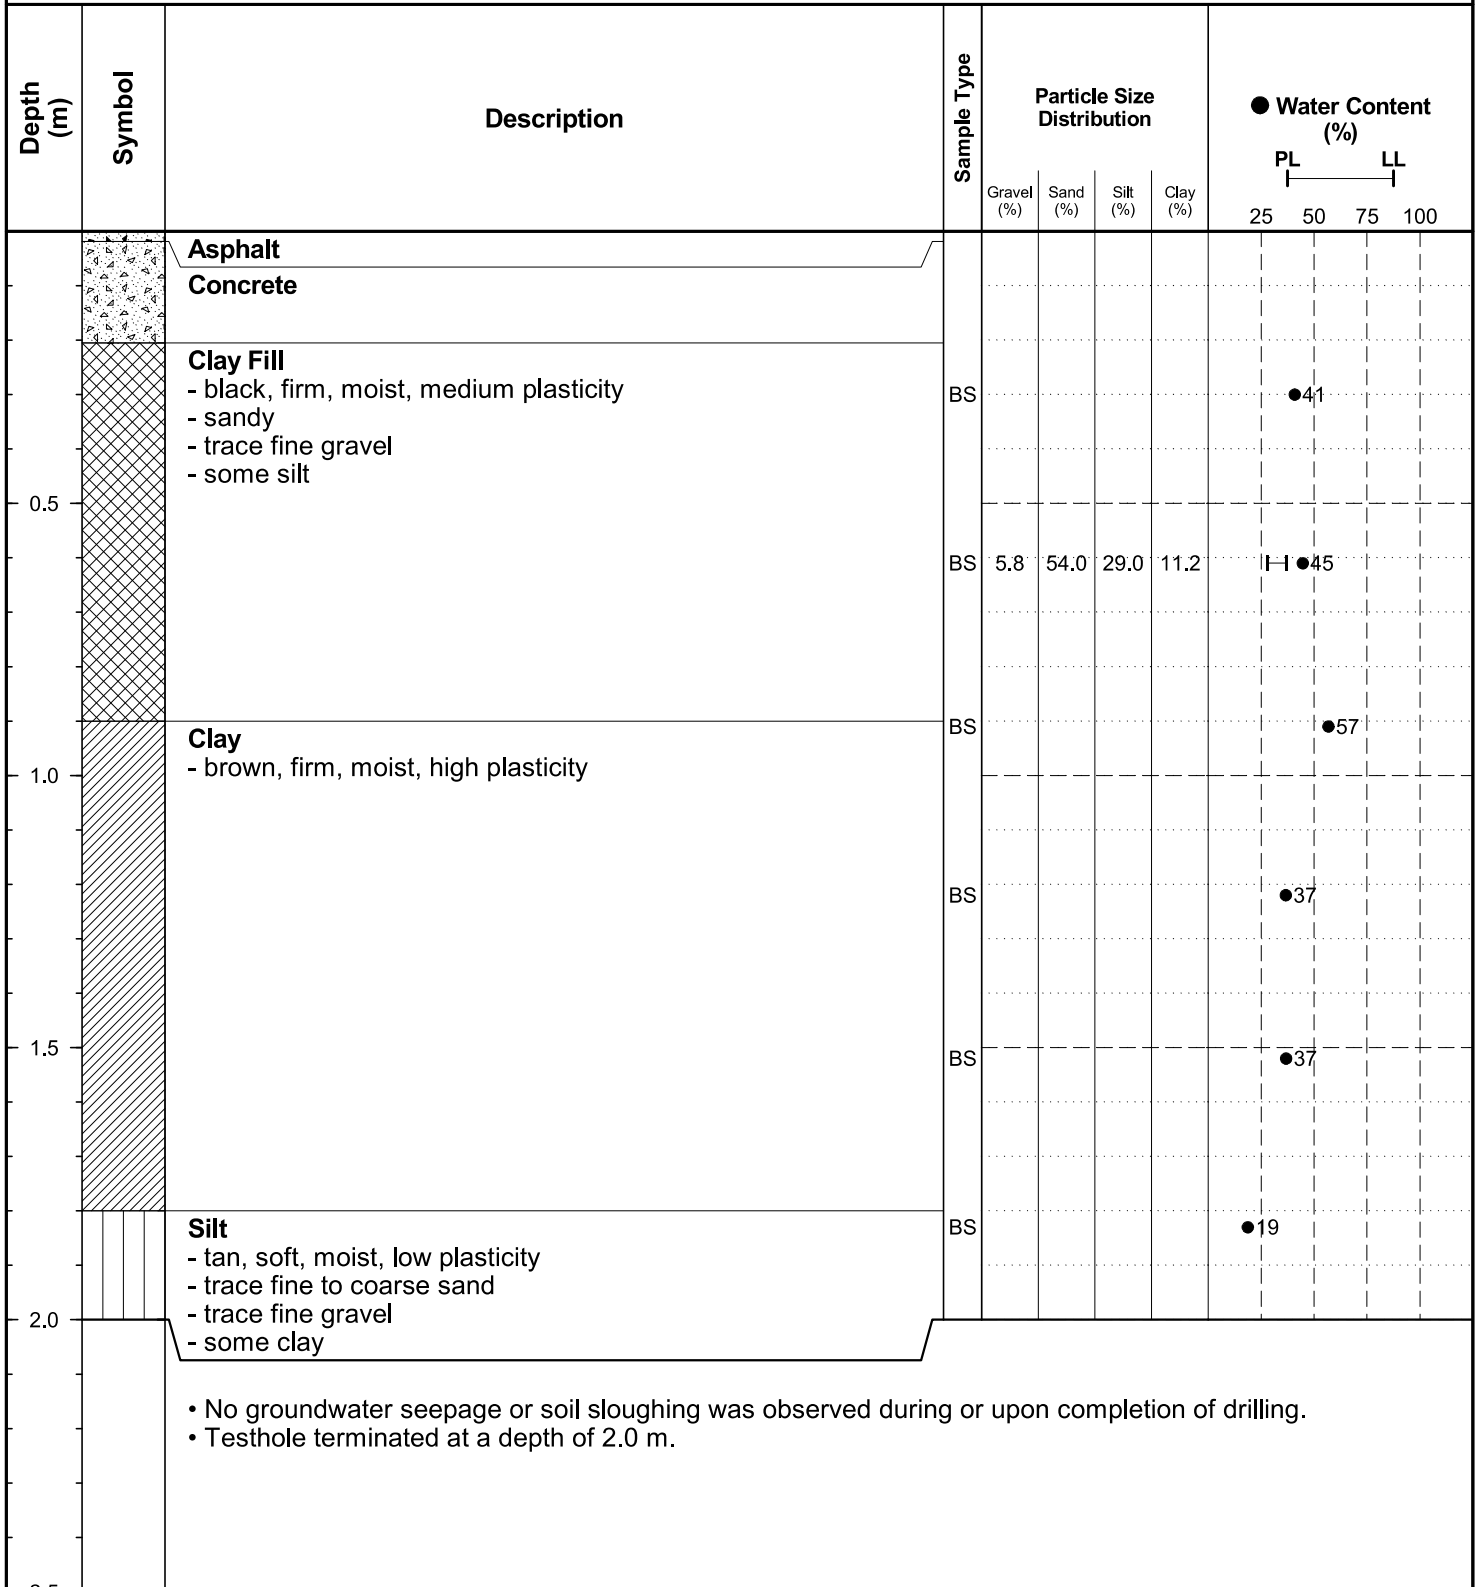 Depth
(m)
Symbol
Description
Sample Type
Particle Size
Distribution
Gravel
(%)
Sand
(%)
Silt
(%)
Clay
(%)
Water Content
(%)
PL
LL
25 50 75 100
Asphalt
Concrete
Clay Fill
- black, firm, moist, medium plasticity
BS
41
- sandy
- trace fine gravel
- some silt
0.5
BS 5.8 54.0 29.0 11.2 45
BS 57
Clay
- brown, firm, moist, high plasticity
1.0
BS 37
1.5
BS 37
Silt
BS 19
- tan, soft, moist, low plasticity
- trace fine to coarse sand
- trace fine gravel
2.0
- some clay
• No groundwater seepage or soil sloughing was observed during or upon completion of drilling.
• Testhole terminated at a depth of 2.0 m.